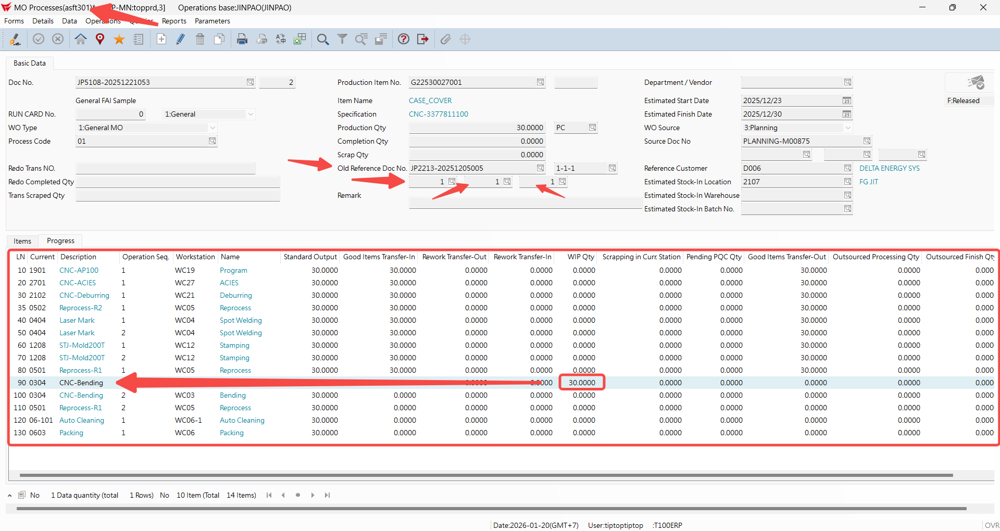 MO Processes(asft301)* P-MN:topprd,3] Operations base:JINPAO(JINPAO)
Forms Details Data Operations Reports Parameters
Basic Data
Doc No. JP5108-20251221053 2 Production Item No. G22530027001 Department / Vendor
General FAI Sample Item Name CASE_COVER Estimated Start Date 2025/12/23 F:Released
RUN CARD No. 0 1:General Specification CNC-3377811100 Estimated Finish Date 2025/12/30
WO Type 1:General MO Production Qty 30.0000 PC WO Source 3:Planning
Process Code 01 Completion Qty 0.0000 Source Doc No PLANNING-M00875
Scrap Qty 0.0000
Redo Trans NO. Old Reference Doc No. JP2213-20251205005 1-1-1 Reference Customer D006 DELTA ENERGY SYS
Redo Completed Qty 1 1 1 Estimated Stock-In Location 2107 FG JIT
Trans Scraped Qty Remark Estimated Stock-In Warehouse
Estimated Stock-In Batch No.
Items Progress
LN Current Description Operation Seq. Workstation Name Standard Output Good Items Transfer-In Rework Transfer-Out Rework Transfer-In WIP Qty Scrapping in Curr. Station Pending PQC Qty Good Items Transfer-Out Outsourced Processing Qty Outsourced Finish Qty
10 1901 CNC-AP100 1 WC19 Program 30.0000 30.0000 0.0000 0.0000 0.0000 0.0000 0.0000 30.0000 0.0000 0.000
20 2701 CNC-ACIES 1 WC27 ACIES 30.0000 30.0000 0.0000 0.0000 0.0000 0.0000 0.0000 30.0000 0.0000 0.000
30 2102 CNC-Deburring 1 WC21 Deburring 30.0000 30.0000 0.0000 0.0000 0.0000 0.0000 0.0000 30.0000 0.0000 0.000
35 0502 Reprocess-R2 1 WC05 Reprocess 30.0000 30.0000 0.0000 0.0000 0.0000 0.0000 0.0000 30.0000 0.0000 0.000
40 0404 Laser Mark 1 WC04 Spot Welding 30.0000 30.0000 0.0000 0.0000 0.0000 0.0000 0.0000 30.0000 0.0000 0.000
50 0404 Laser Mark 2 WC04 Spot Welding 30.0000 30.0000 0.0000 0.0000 0.0000 0.0000 0.0000 30.0000 0.0000 0.000
60 1208 STJ-Mold200T 1 WC12 Stamping 30.0000 30.0000 0.0000 0.0000 0.0000 0.0000 0.0000 30.0000 0.0000 0.000
70 1208 STJ-Mold200T 2 WC12 Stamping 30.0000 30.0000 0.0000 0.0000 0.0000 0.0000 0.0000 30.0000 0.0000 0.000
80 0501 Reprocess-R1 1 WC05 Reprocess 30.0000 30.0000 0.0000 0.0000 0.0000 0.0000 0.0000 30.0000 0.0000 0.000
90 0304 CNC-Bending 0.0000 0.0000 30.0000 0.0000 0.0000 0.0000 0.0000 0.000
100 0304 CNC-Bending 2 WC03 Bending 30.0000 0.0000 0.0000 0.0000 0.0000 0.0000 0.0000 0.0000 0.0000 0.000
110 0501 Reprocess-R1 2 WC05 Reprocess 30.0000 0.0000 0.0000 0.0000 0.0000 0.0000 0.0000 0.0000 0.0000 0.000
120 06-101 Auto Cleaning 1 WC06-1 Auto Cleaning 30.0000 0.0000 0.0000 0.0000 0.0000 0.0000 0.0000 0.0000 0.0000 0.000
130 0603 Packing 1 WC06 Packing 30.0000 0.0000 0.0000 0.0000 0.0000 0.0000 0.0000 0.0000 0.0000 0.000
No 1 Data quantity (total 1 Rows) No 10 Item (Total 14 Items)
Date:2026-01-20(GMT+7) User:tiptoptiptop :T100ERP OVR